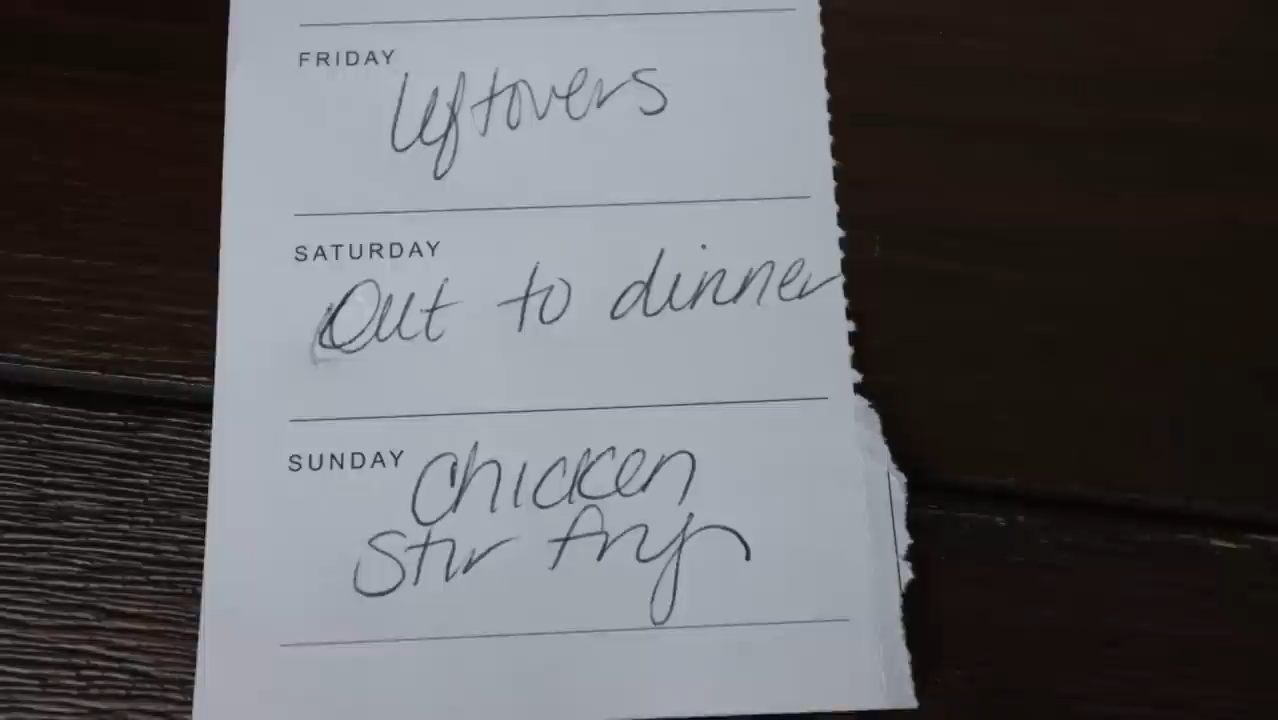 FRIDAY
leftovers
SATURDAY
Out to dinner
SUNDAY
Chicken
Stir fry